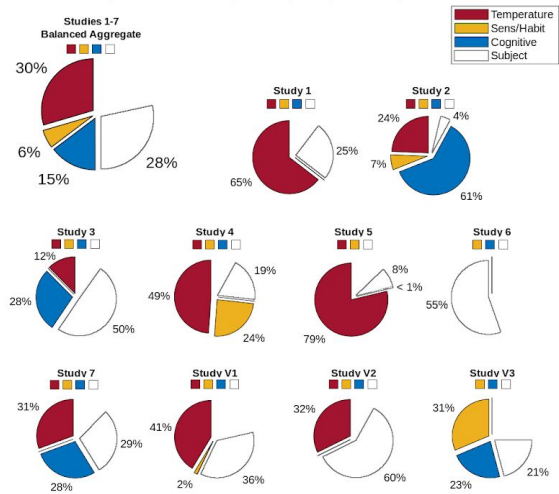 Temperature
Sens/Habit
Cognitive
Subject
Studies 1-7
Balanced Aggregate
30%
6%
15%
28%
Study 1
65%
25%
Study 2
24%
4%
7%
61%
Study 3
12%
28%
50%
Study 4
49%
19%
24%
Study 5
8%
< 1%
79%
Study 6
55%
Study 7
31%
29%
28%
Study V1
41%
2%
36%
Study V2
32%
60%
Study V3
31%
23%
21%